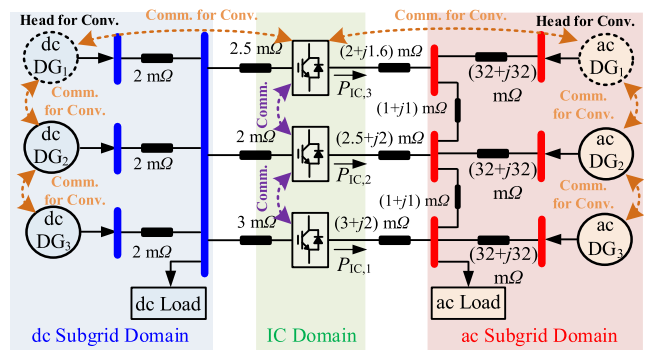 Head for Conv.
Comm. for Conv.
Comm. for Conv.
Head for Conv.
dc
DG1
2 mΩ
2.5 mΩ
(2+j1.6) mΩ
PIC,3
(32+j32)
mΩ
ac
DG1
Comm.
for Conv.
Comm.
(1+j1) mΩ
Comm.
for Conv.
dc
DG2
2 mΩ
2 mΩ
(2.5+j2) mΩ
PIC,2
(32+j32)
mΩ
ac
DG2
Comm.
for Conv.
Comm.
(1+j1) mΩ
Comm.
for Conv.
dc
DG3
2 mΩ
3 mΩ
(3+j2) mΩ
PIC,1
(32+j32)
mΩ
ac
DG3
dc Load
ac Load
dc Subgrid Domain
IC Domain
ac Subgrid Domain